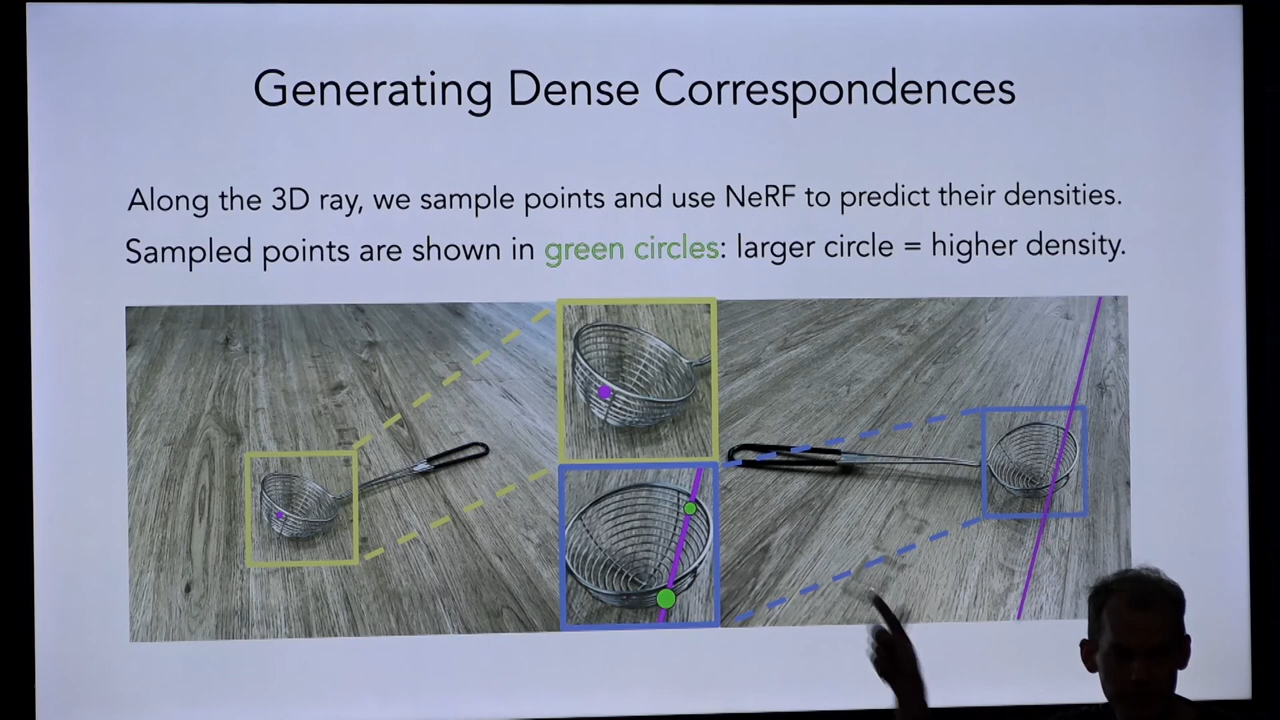 Generating Dense Correspondences
Along the 3D ray, we sample points and use NeRF to predict their densities.
Sampled points are shown in green circles: larger circle = higher density.